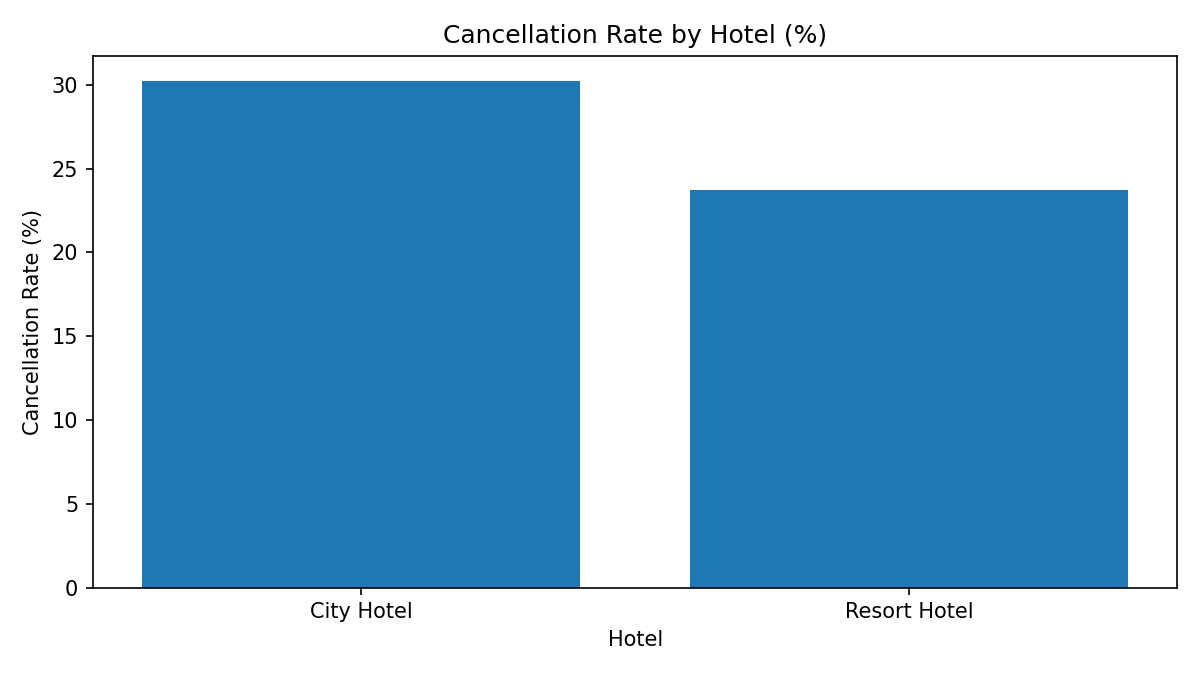 Cancellation Rate by Hotel (%)
Cancellation Rate (%)
30
25
20
15
10
5
0
City Hotel
Resort Hotel
Hotel